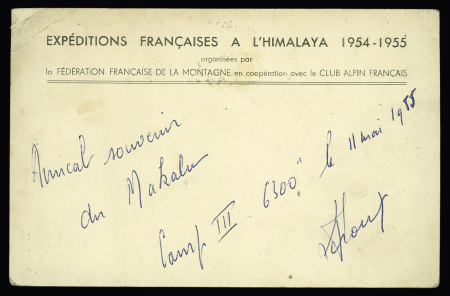 EXPÉDITIONS FRANÇAISES A L'HIMALAYA 1954-1955
organisées par
la FÉDÉRATION FRANÇAISE DE LA MONTAGNE en coopération avec le CLUB ALPIN FRANÇAIS
Amical souvenir
du Makalu
Camp III 6300 le 11 mai 1955